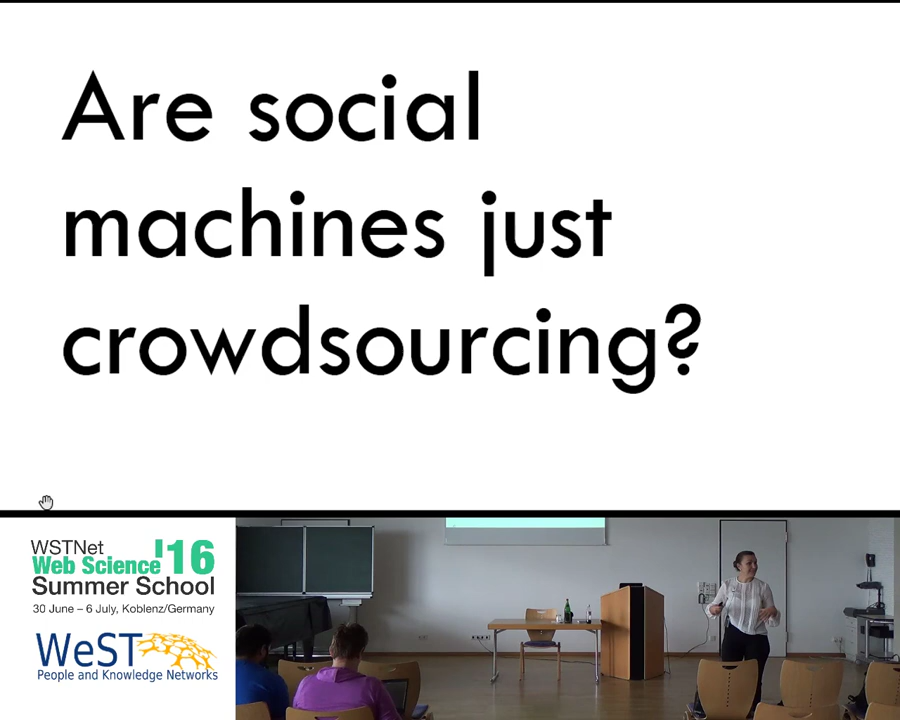 Are social
machines just
crowdsourcing?
WSTNet
Web Science '16
Summer School
30 June – 6 July, Koblenz/Germany
WeST
People and Knowledge Networks